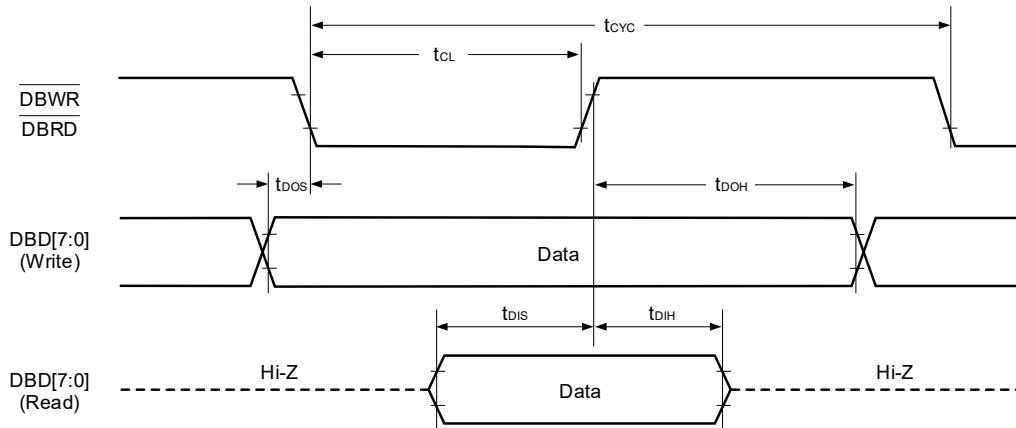 tCYC
tCL
DBWR
DBRD
tDOS
tDOH
DBD[7:0]
(Write)
Data
tDIS
tDIH
DBD[7:0]
(Read)
Hi-Z
Data
Hi-Z